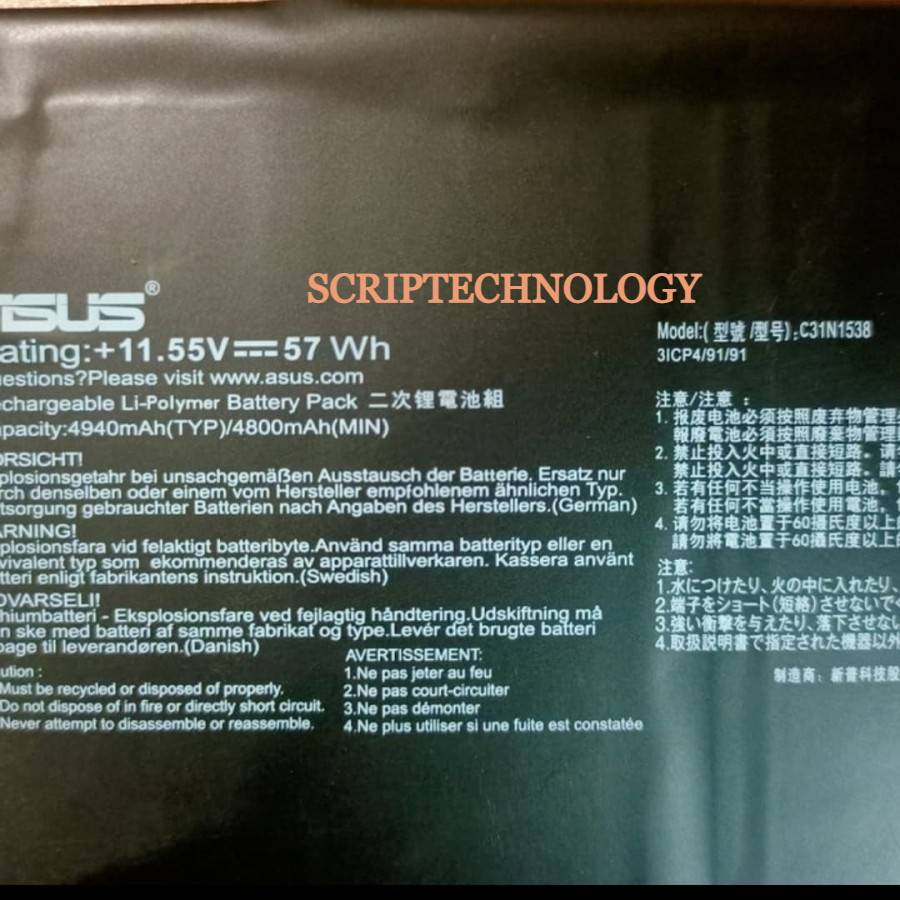 SCRIPTECHNOLOGY
ASUS®
ating:+11.55V⎓57 Wh
uestions?Please visit www.asus.com
echargeable Li-Polymer Battery Pack 二次锂電池組
apacity:4940mAh(TYP)/4800mAh(MIN)
ORSICHT!
plosionsgetahr bei unsachgemäßen Ausstausch der Batterie. Ersatz nur
rch denselben oder einem vom Hersteller empfohlenem ähnlichen Typ.
tsorgung gebrauchter Batterien nach Angaben des Herstellers.(German)
ARNING!
plosionsfara vid felaktigt batteribyte.Använd samma batterityp eller en
vivalent typ som ekommenderas av apparattillverkaren. Kassera använt
tteri enligt fabrikantens instruktion.(Swedish)
DVARSELI!
hiumbatteri - Eksplosionsfare ved fejlagtig håndtering.Udskiftning må
n ske med batteri af samme fabrikat og type.Levér det brugte batteri
bage til leverandøren.(Danish)
ution :
Must be recycled or disposed of properly.
Do not dispose of in fire or directly short circuit.
Never attempt to disassemble or reassemble.
AVERTISSEMENT:
1.Ne pas jeter au feu
2.Ne pas court-circuiter
3.Ne pas démonter
4.Ne plus utiliser si une fuite est constatée
Model:( 型號 /型号) : C31N1538
3ICP4/91/91
注意/注意 :
1. 报废电池必须按照废弃物管理
報廢電池必須按照廢棄物管理
2. 禁止投入火中或直接短路。请
禁止投入火中或直接短路。請
3. 若有任何不当操作使用电池。
若有任何不當操作使用電池。
4. 请勿将电池置于60摄氏度以上
請勿將電池置于60攝氏度以上
注意:
1.水につけたり、火の中に入れたり、
2.端子をショート(短絡)させないで
3.強い衝撃を与えたり、落下させない
4.取扱説明書で指定された機器以外
制造商: 新普科技股